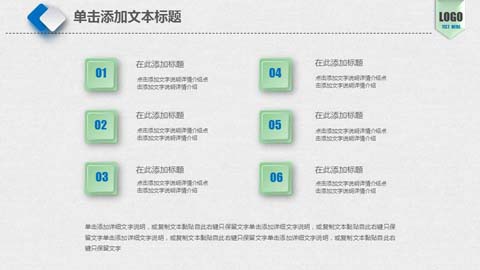 单击添加文本标题
LOGO
TEXT HERE
01
在此添加标题
点击添加文字说明详情介绍点
击添加文字说明详情介绍
02
在此添加标题
点击添加文字说明详情介绍点
击添加文字说明详情介绍
03
在此添加标题
点击添加文字说明详情介绍点
击添加文字说明详情介绍
04
在此添加标题
点击添加文字说明详情介绍点
击添加文字说明详情介绍
05
在此添加标题
点击添加文字说明详情介绍点
击添加文字说明详情介绍
06
在此添加标题
点击添加文字说明详情介绍点
击添加文字说明详情介绍
单击添加详细文字说明，或复制文本黏贴自此右键只保留文字单击添加详细文字说明，或复制文本黏贴自此右键只保
留文字单击添加详细文字说明，或复制文本黏贴自此右键只保留文字单击添加详细文字说明，或复制文本黏贴自此右
键只保留文字